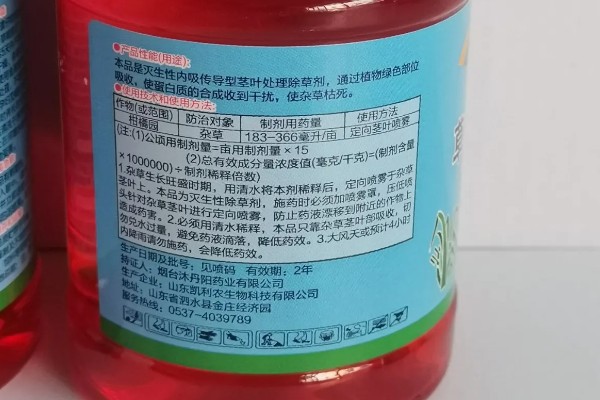 ●产品性能(用途):
本品是灭生性内吸传导型茎叶处理除草剂，通过植物绿色部位
吸收，使蛋白质的合成收到干扰，使杂草枯死。
●使用技术和使用方法:
作物(或范围) 防治对象 制剂用药量 使用方法
柑橘园 杂草 183-366毫升/亩 定向茎叶喷雾
(注:(1)公顷用制剂量=亩用制剂量×15
(2)总有效成分量浓度值(毫克/千克)=(制剂含量
×1000000)÷制剂稀释倍数)
1.杂草生长旺盛时期，用清水将本剂稀释后，定向喷雾于杂草
茎叶上。本品为灭生性除草剂，施药时必须加喷雾罩，压低喷
头针对杂草茎叶进行定向喷雾，防止药液漂移到附近的作物上
造成药害。2.必须用清水稀释，本品只靠杂草茎叶部吸收，切
勿兑水过量，避免药液滴落，降低药效。3.大风天或预计4小时
内降雨请勿施药，会降低药效。
生产日期及批号：见喷码 有效期：2年
持证人：烟台沐丹阳药业有限公司
生产企业：山东凯利农生物科技有限公司
地址：山东省泗水县金庄经济园
服务热线：0537-4039789